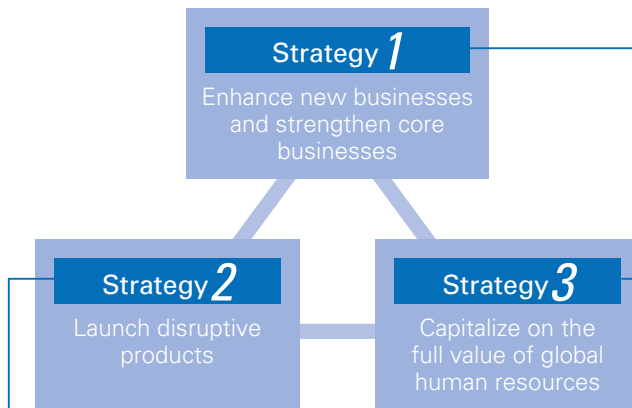 Strategy 1
Enhance new businesses
and strengthen core
businesses
Strategy 2
Launch disruptive
products
Strategy 3
Capitalize on the
full value of global
human resources